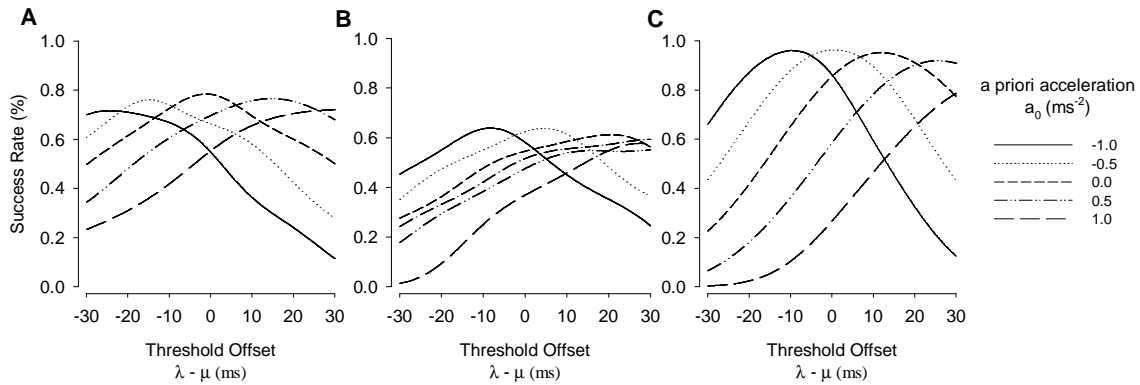 A
B
C
1.0
0.8
0.6
0.4
0.2
0.0
Success Rate (%)
-30 -20 -10 0 10 20 30
Threshold Offset
λ - μ (ms)
1.0
0.8
0.6
0.4
0.2
0.0
-30 -20 -10 0 10 20 30
Threshold Offset
λ - μ (ms)
1.0
0.8
0.6
0.4
0.2
0.0
-30 -20 -10 0 10 20 30
Threshold Offset
λ - μ (ms)
a priori acceleration
a₀ (ms⁻²)
-1.0
-0.5
0.0
0.5
1.0